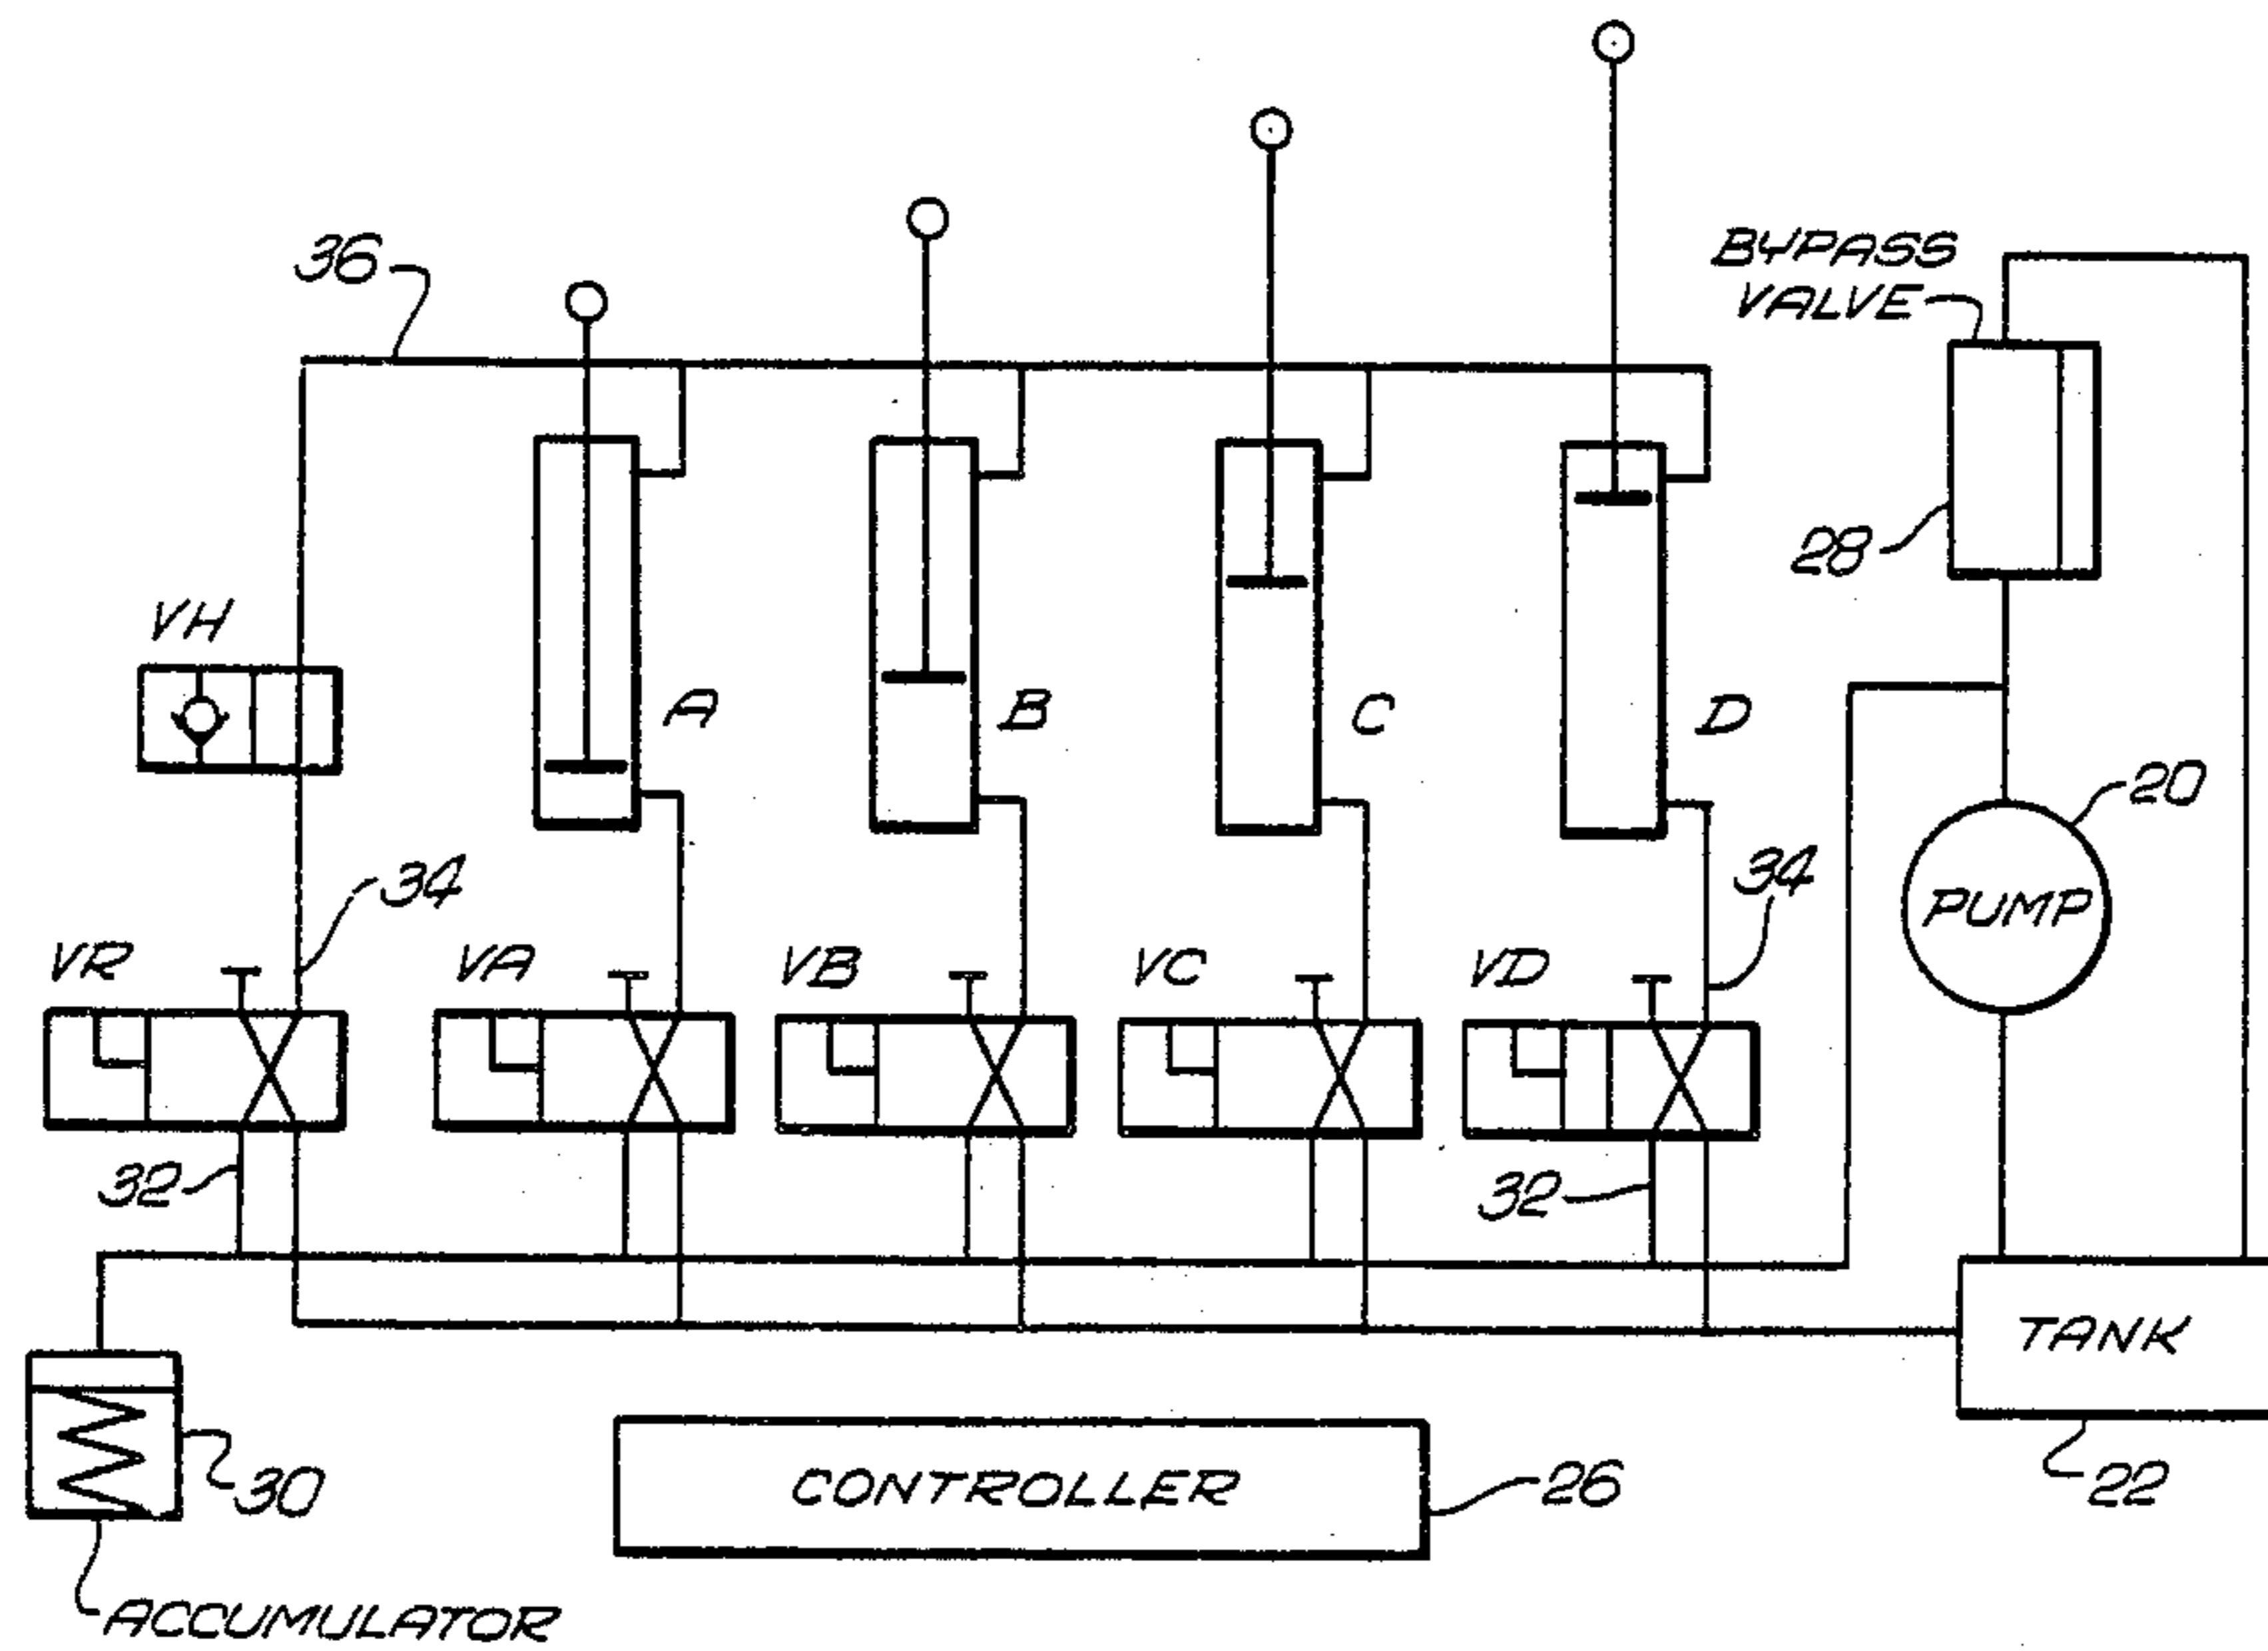 36
BYPASS
VALVE
28
VH
A
B
C
D
20
PUMP
34
34
VR
VA
VB
VC
VD
32
32
TANK
30
CONTROLLER
26
22
ACCUMULATOR